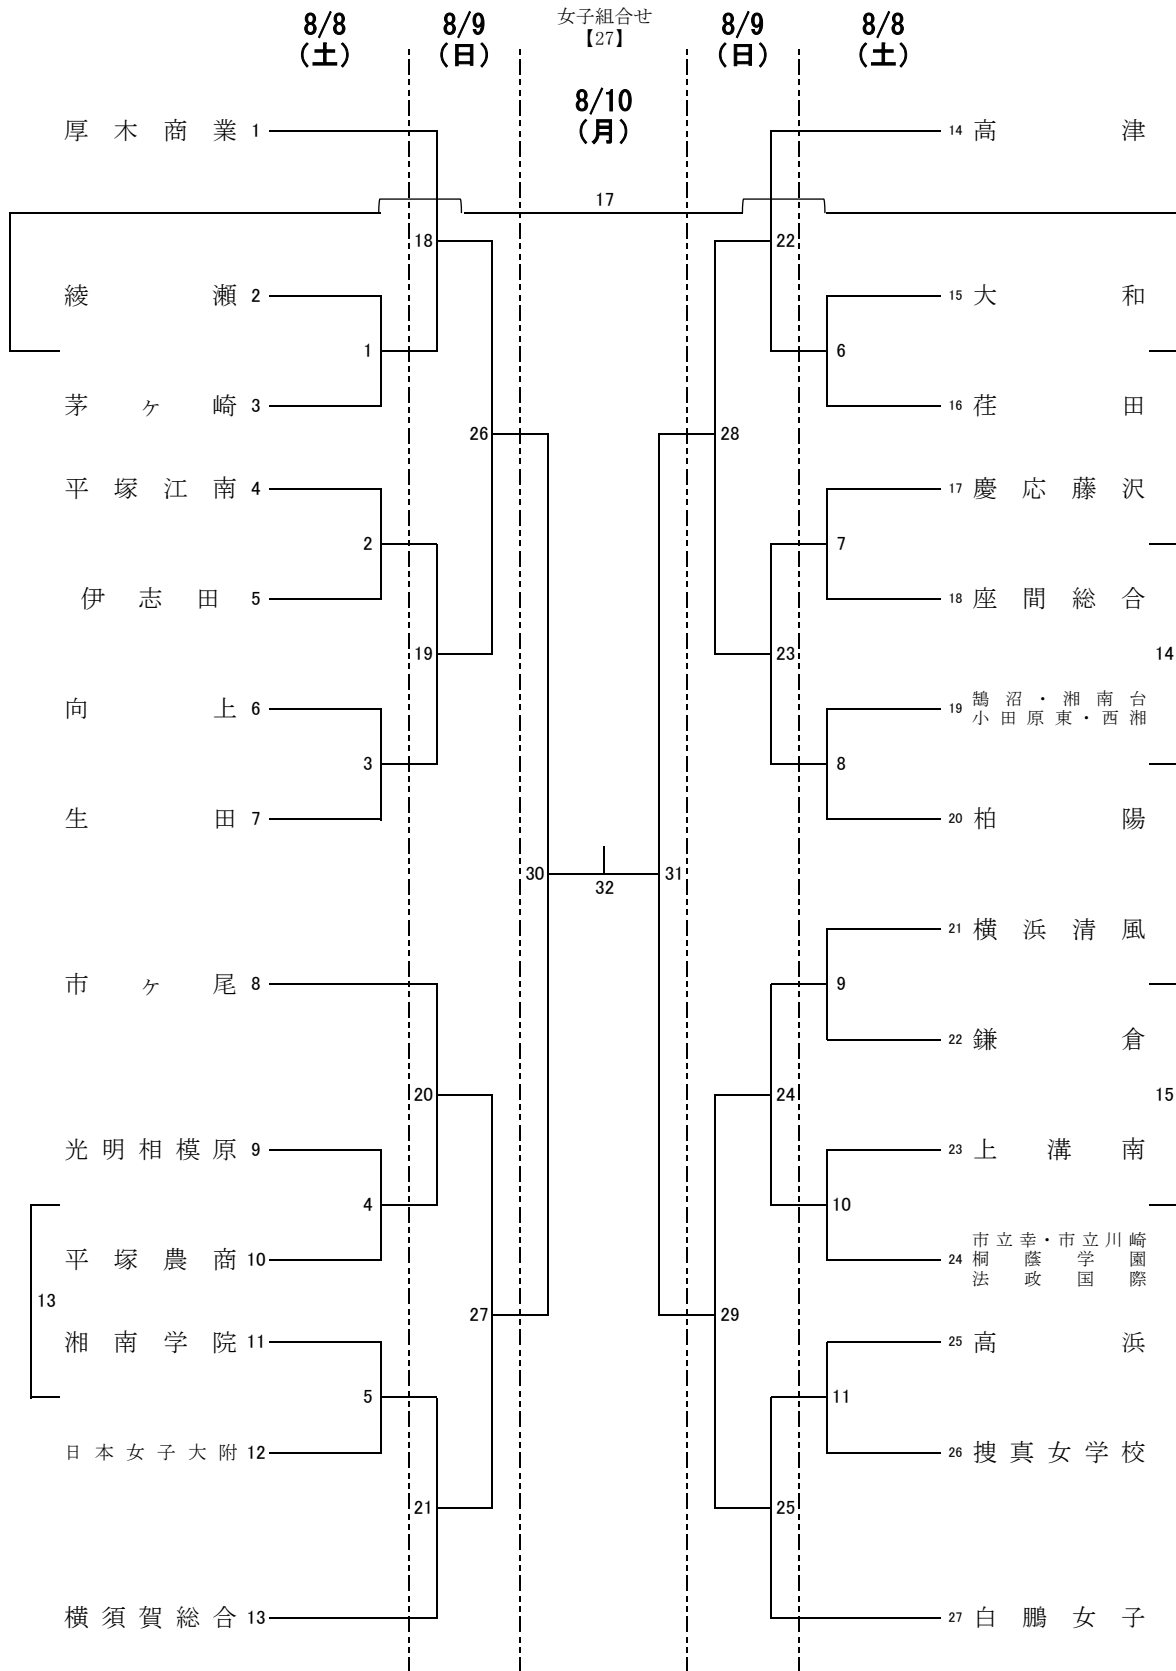 女子組合せ
【27】
8/8
(土)
8/9
(日)
8/10
(月)
8/9
(日)
8/8
(土)
厚木商業 1
綾瀬 2
茅ヶ崎 3
平塚江南 4
伊志田 5
向上 6
生田 7
市ヶ尾 8
光明相模原 9
平塚農商 10
湘南学院 11
日本女子大附 12
横須賀総合 13
1
2
3
4
5
13
18
19
20
21
26
27
30
17
32
31
28
29
22
23
24
25
6
7
8
9
10
11
14
15
14 高津
15 大和
16 荏田
17 慶応藤沢
18 座間総合
19 鵠沼・湘南台
小田原東・西湘
20 柏陽
21 横浜清風
22 鎌倉
23 上溝南
市立幸・市立川崎
24 桐蔭学園
法政国際
25 高浜
26 捜真女学校
27 白鵬女子